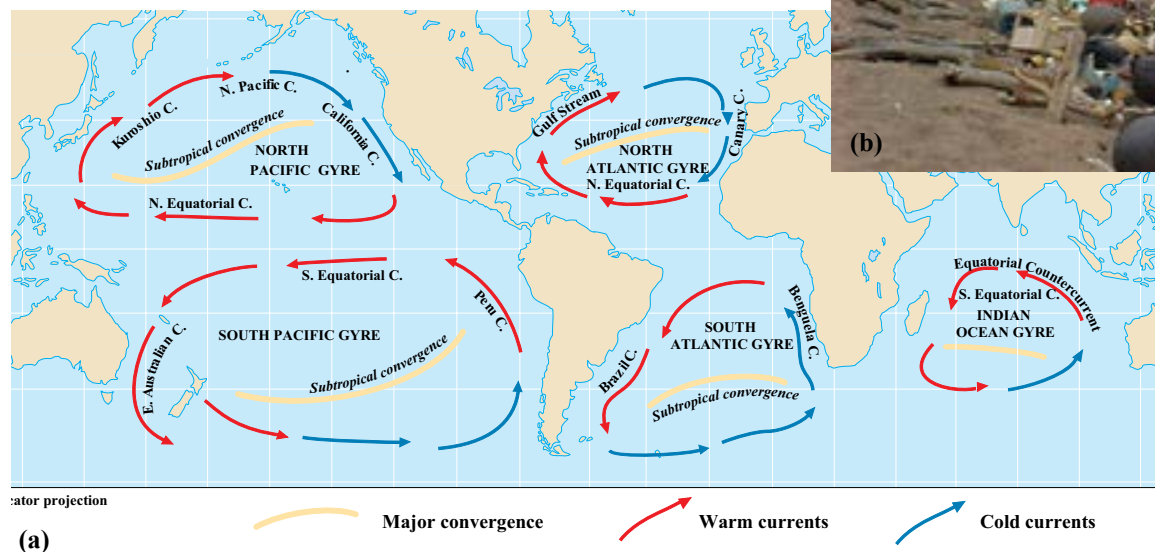 N. Pacific C.
Kuroshio C.
California C.
Subtropical convergence
NORTH
PACIFIC GYRE
N. Equatorial C.
Gulf Stream
Subtropical convergence
Canary C.
NORTH
ATLANTIC GYRE
N. Equatorial C.
(b)
S. Equatorial C.
Peru C.
E. Australian C.
SOUTH PACIFIC GYRE
Subtropical convergence
Benguela C.
SOUTH
ATLANTIC GYRE
Brazil C.
Subtropical convergence
Equatorial Countercurrent
S. Equatorial C.
INDIAN
OCEAN GYRE
cator projection
(a)
Major convergence
Warm currents
Cold currents